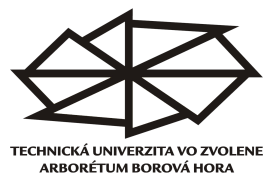 TECHNICKÁ UNIVERZITA VO ZVOLENE
ARBORÉTUM BOROVÁ HORA